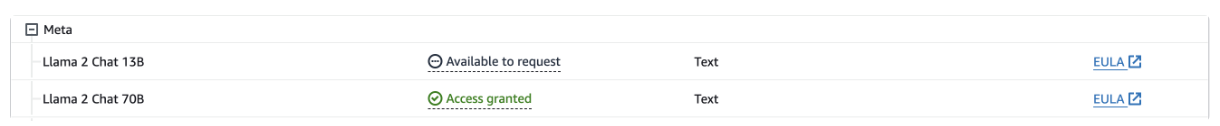 Meta
Llama 2 Chat 13B Available to request Text EULA
Llama 2 Chat 70B Access granted Text EULA